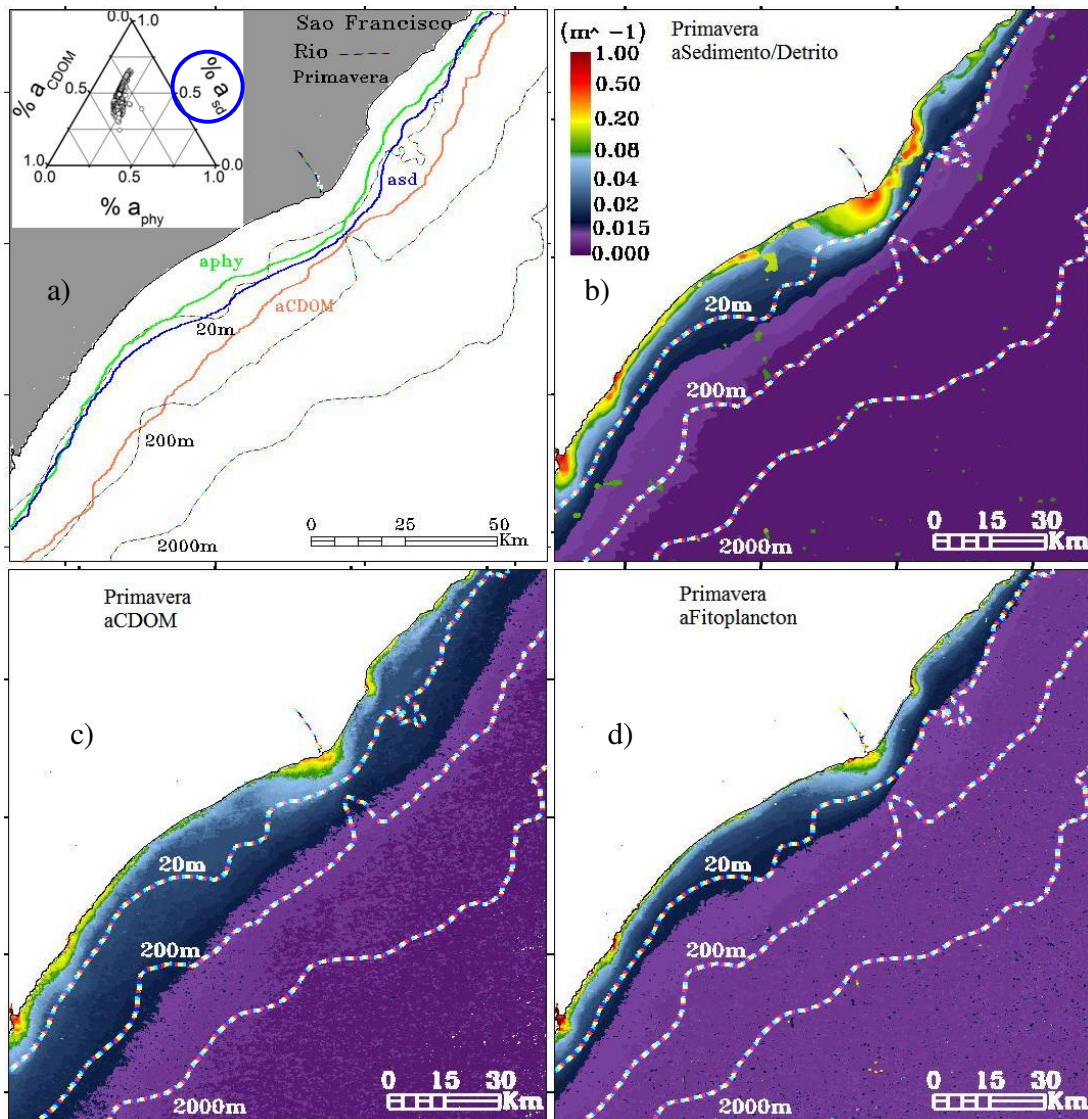 0.0
1.0
% a CDOM
0.5
0.5
% a sd
1.0
0.0
0.0
0.5
1.0
% a phy
Sao Francisco
Rio
Primavera
asd
aphy
aCDOM
a)
20m
200m
2000m
0 25 50
Km
(m^ -1)
1.00
0.50
0.20
0.08
0.04
0.02
0.015
0.000
Primavera
aSedimento/Detrito
b)
20m
200m
2000m
0 15 30
Km
Primavera
aCDOM
c)
20m
200m
2000m
0 15 30
Km
Primavera
aFitoplancton
d)
20m
200m
2000m
0 15 30
Km